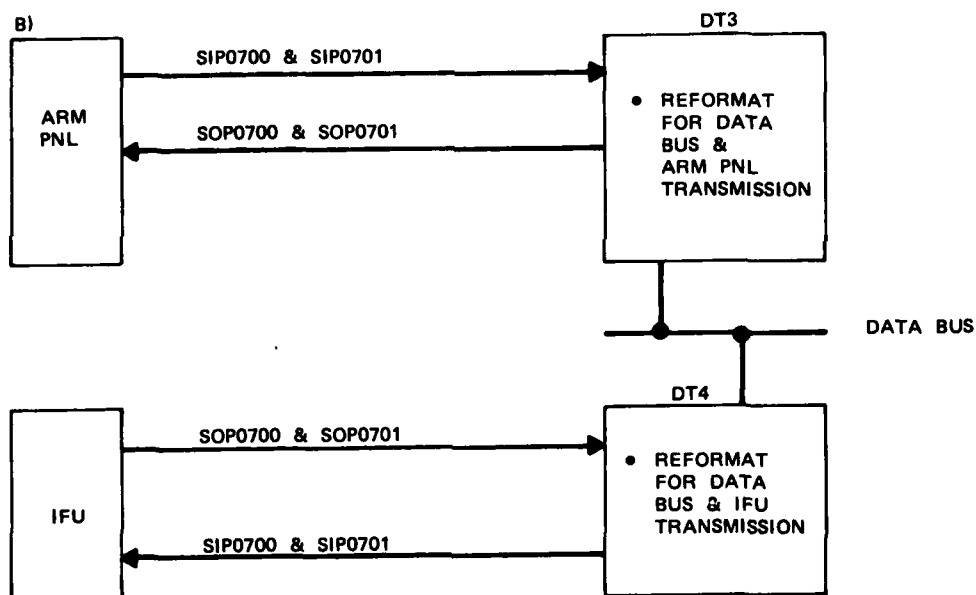 B)
DT3
SIP0700 & SIP0701
ARM
PNL
SOP0700 & SOP0701
• REFORMAT
FOR DATA
BUS &
ARM PNL
TRANSMISSION
DATA BUS
DT4
SOP0700 & SOP0701
IFU
SIP0700 & SIP0701
• REFORMAT
FOR DATA
BUS & IFU
TRANSMISSION